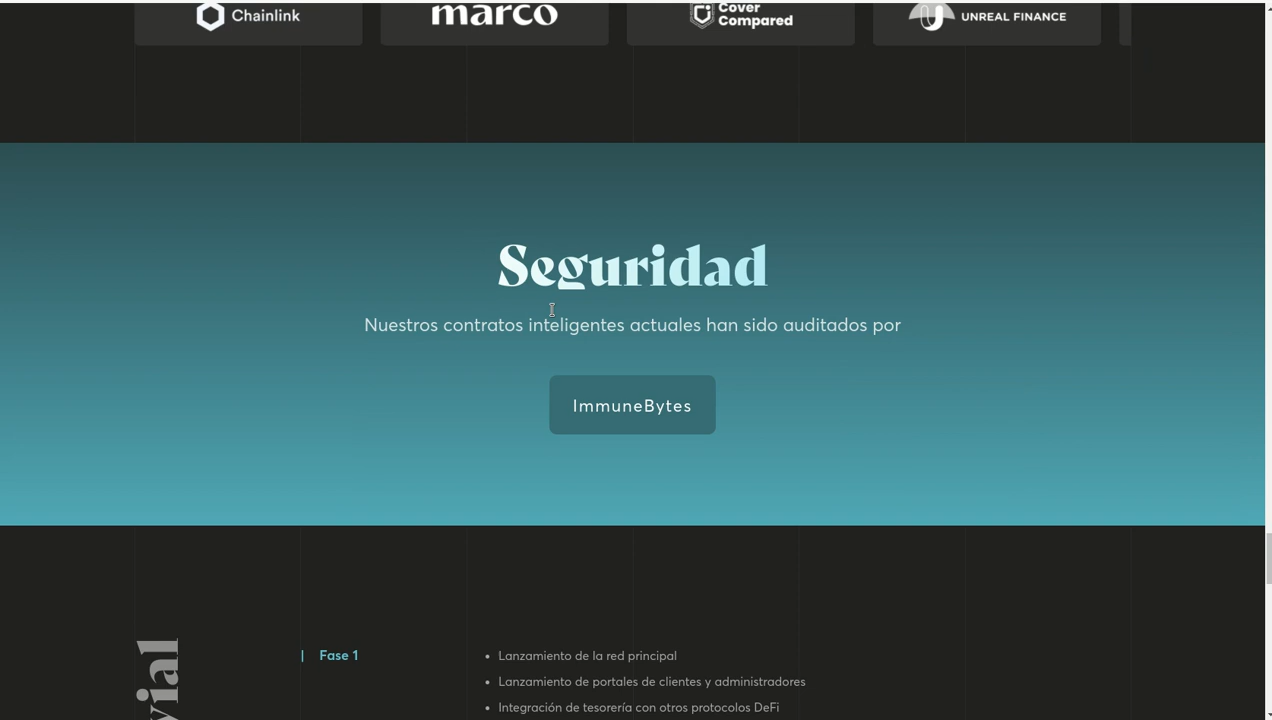 Chainlink
marco
Cover
Compared
UNREAL FINANCE
Seguridad
Nuestros contratos inteligentes actuales han sido auditados por
ImmuneBytes
vial
| Fase 1
• Lanzamiento de la red principal
• Lanzamiento de portales de clientes y administradores
• Integración de tesorería con otros protocolos DeFi